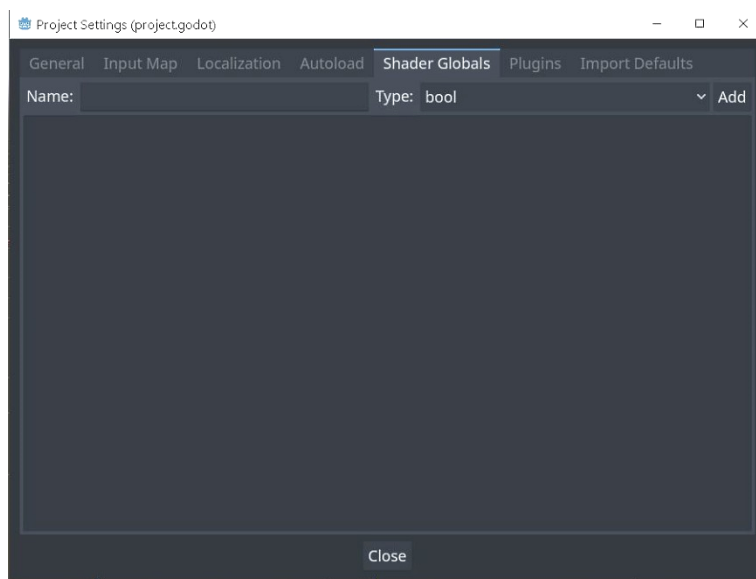 Project Settings (project.godot)
General Input Map Localization Autoload Shader Globals Plugins Import Defaults
Name: Type: bool Add
Close